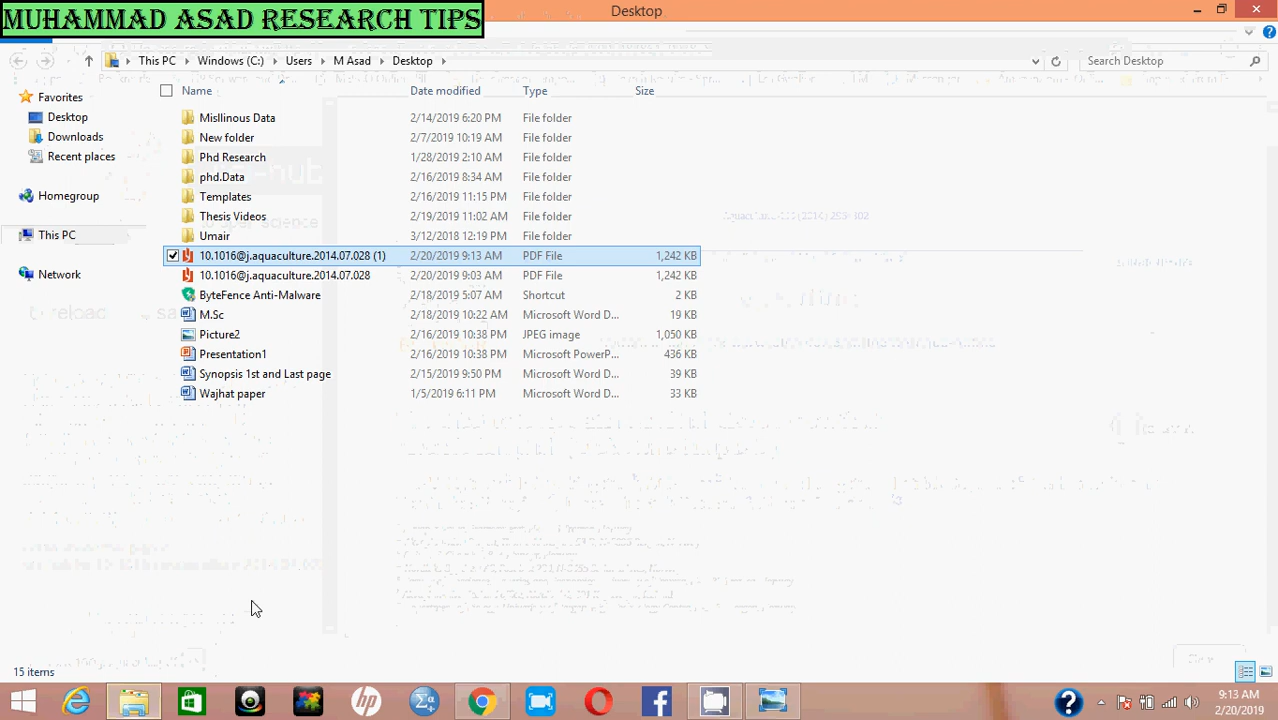 MUHAMMAD ASAD RESEARCH TIPS
Desktop
This PC Windows (C:) Users M Asad Desktop
Search Desktop
Name Date modified Type Size
Favorites
Desktop
Downloads
Recent places
Homegroup
This PC
Network
Misllinous Data 2/14/2019 6:20 PM File folder
New folder 2/7/2019 10:19 AM File folder
Phd Research 1/28/2019 2:10 AM File folder
phd.Data 2/16/2019 8:34 AM File folder
Templates 2/16/2019 11:15 PM File folder
Thesis Videos 2/19/2019 11:02 AM File folder
Umair 3/12/2018 12:19 PM File folder
10.1016@j.aquaculture.2014.07.028 (1) 2/20/2019 9:13 AM PDF File 1,242 KB
10.1016@j.aquaculture.2014.07.028 2/20/2019 9:03 AM PDF File 1,242 KB
ByteFence Anti-Malware 2/18/2019 5:07 AM Shortcut 2 KB
M.Sc 2/18/2019 10:22 AM Microsoft Word D... 19 KB
Picture2 2/16/2019 10:38 PM JPEG image 1,050 KB
Presentation1 2/16/2019 10:38 PM Microsoft PowerP... 436 KB
Synopsis 1st and Last page 2/15/2019 9:50 PM Microsoft Word D... 39 KB
Wajhat paper 1/5/2019 6:11 PM Microsoft Word D... 33 KB
15 items
9:13 AM
2/20/2019